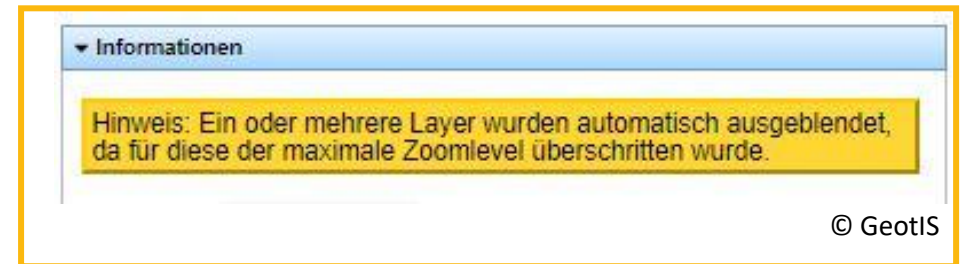 Informationen
Hinweis: Ein oder mehrere Layer wurden automatisch ausgeblendet,
da für diese der maximale Zoomlevel überschritten wurde.
© GeotIS